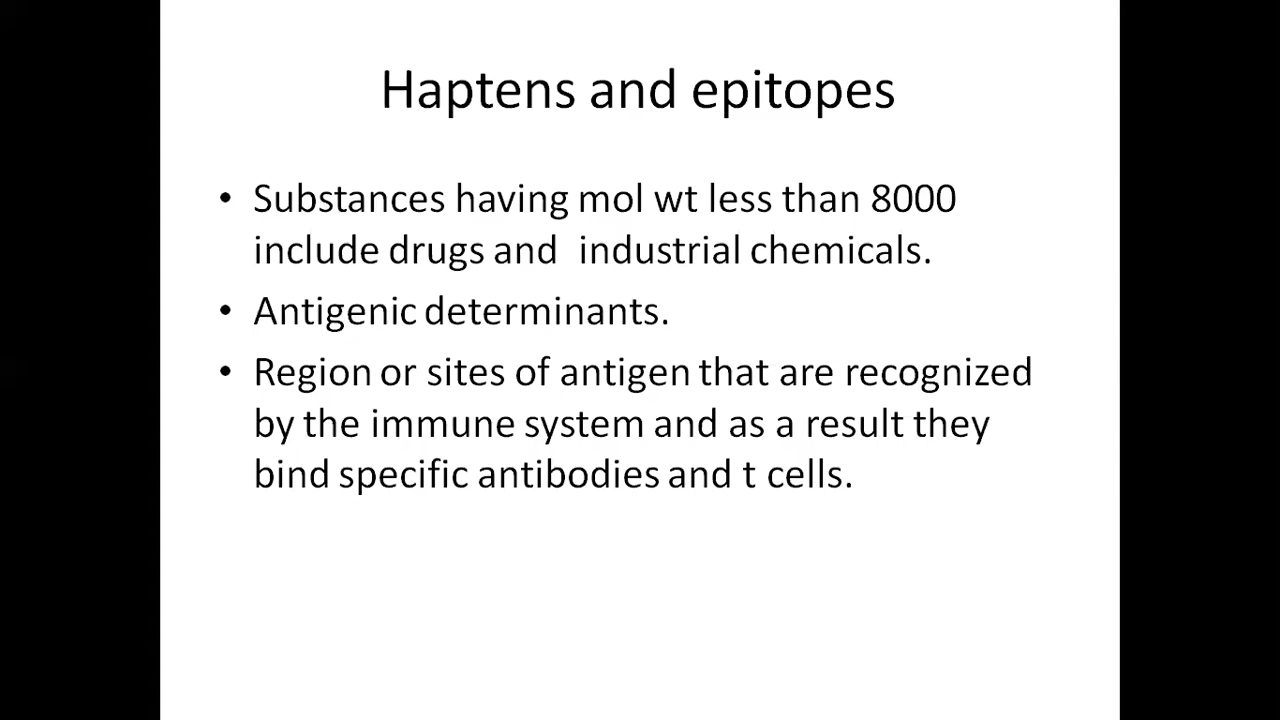 Haptens and epitopes
• Substances having mol wt less than 8000
include drugs and industrial chemicals.
• Antigenic determinants.
• Region or sites of antigen that are recognized
by the immune system and as a result they
bind specific antibodies and t cells.